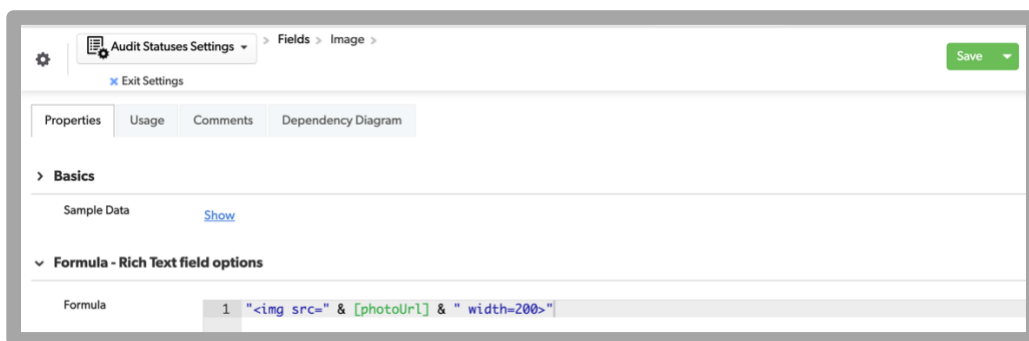 Audit Statuses Settings > Fields > Image >
Save
Exit Settings
Properties Usage Comments Dependency Diagram
Basics
Sample Data Show
Formula - Rich Text field options
Formula
1 "<img src=" & [photoUrl] & " width=200>"